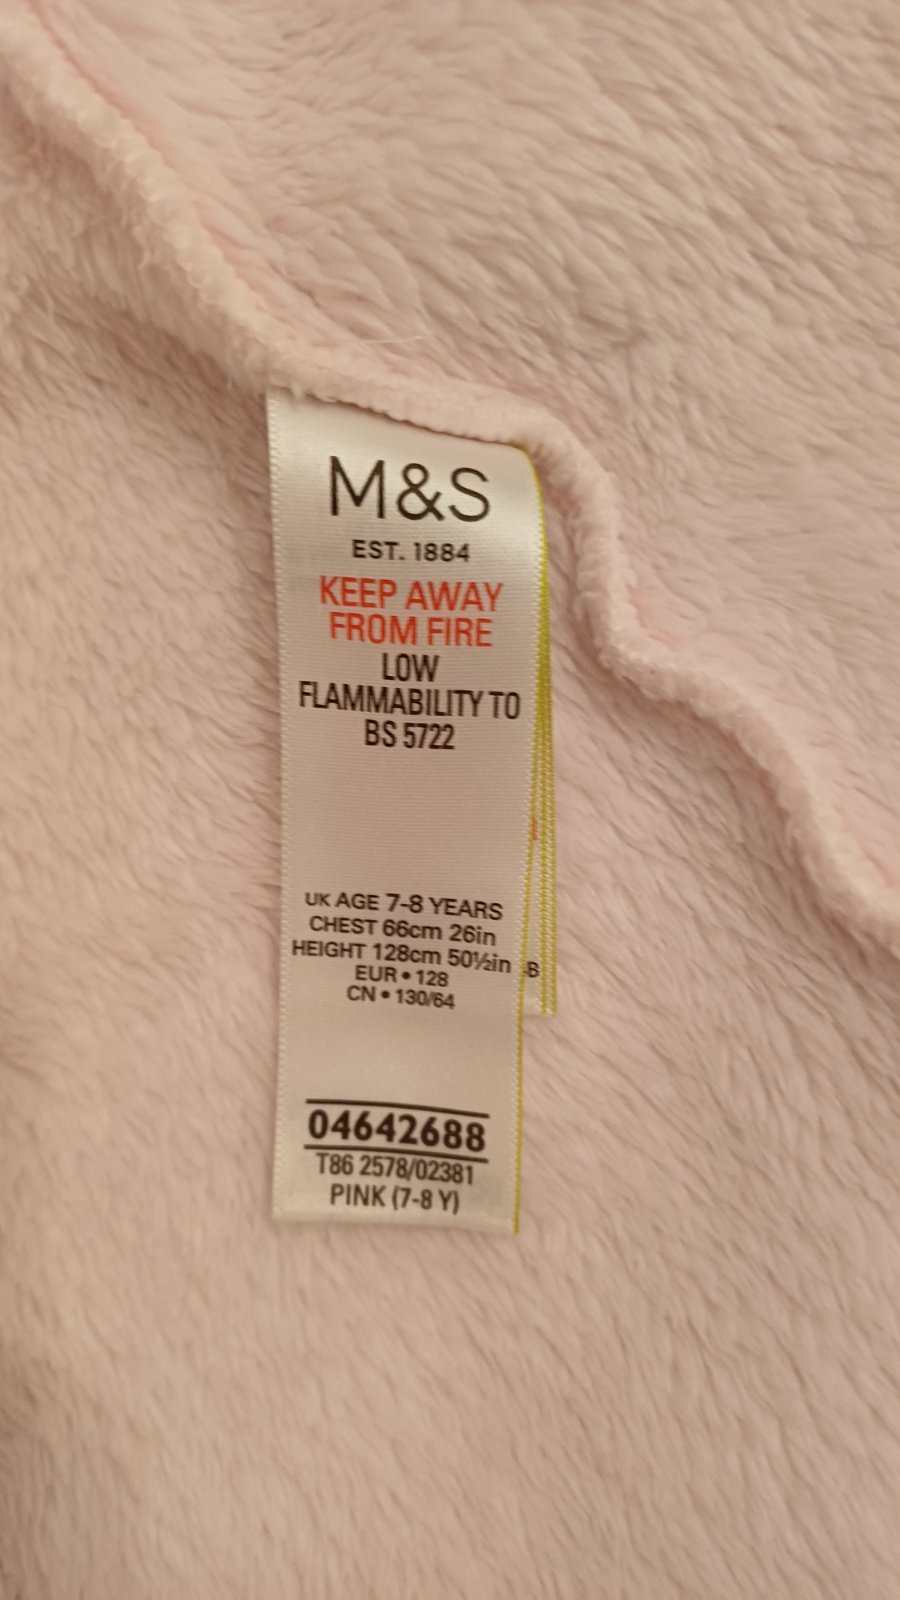 M&S
EST. 1884
KEEP AWAY
FROM FIRE
LOW
FLAMMABILITY TO
BS 5722
UK AGE 7-8 YEARS
CHEST 66cm 26in
HEIGHT 128cm 50½in
EUR • 128
CN • 130/64
04642688
T86 2578/02381
PINK (7-8 Y)